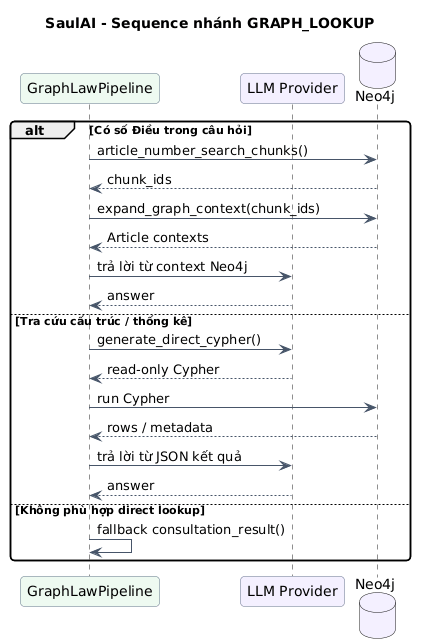 SaulAI - Sequence nhánh GRAPH_LOOKUP
GraphLawPipeline
LLM Provider
Neo4j
alt
[Có số Điều trong câu hỏi]
article_number_search_chunks()
chunk_ids
expand_graph_context(chunk_ids)
Article contexts
trả lời từ context Neo4j
answer
[Tra cứu cấu trúc / thống kê]
generate_direct_cypher()
read-only Cypher
run Cypher
rows / metadata
trả lời từ JSON kết quả
answer
[Không phù hợp direct lookup]
fallback consultation_result()
GraphLawPipeline
LLM Provider
Neo4j